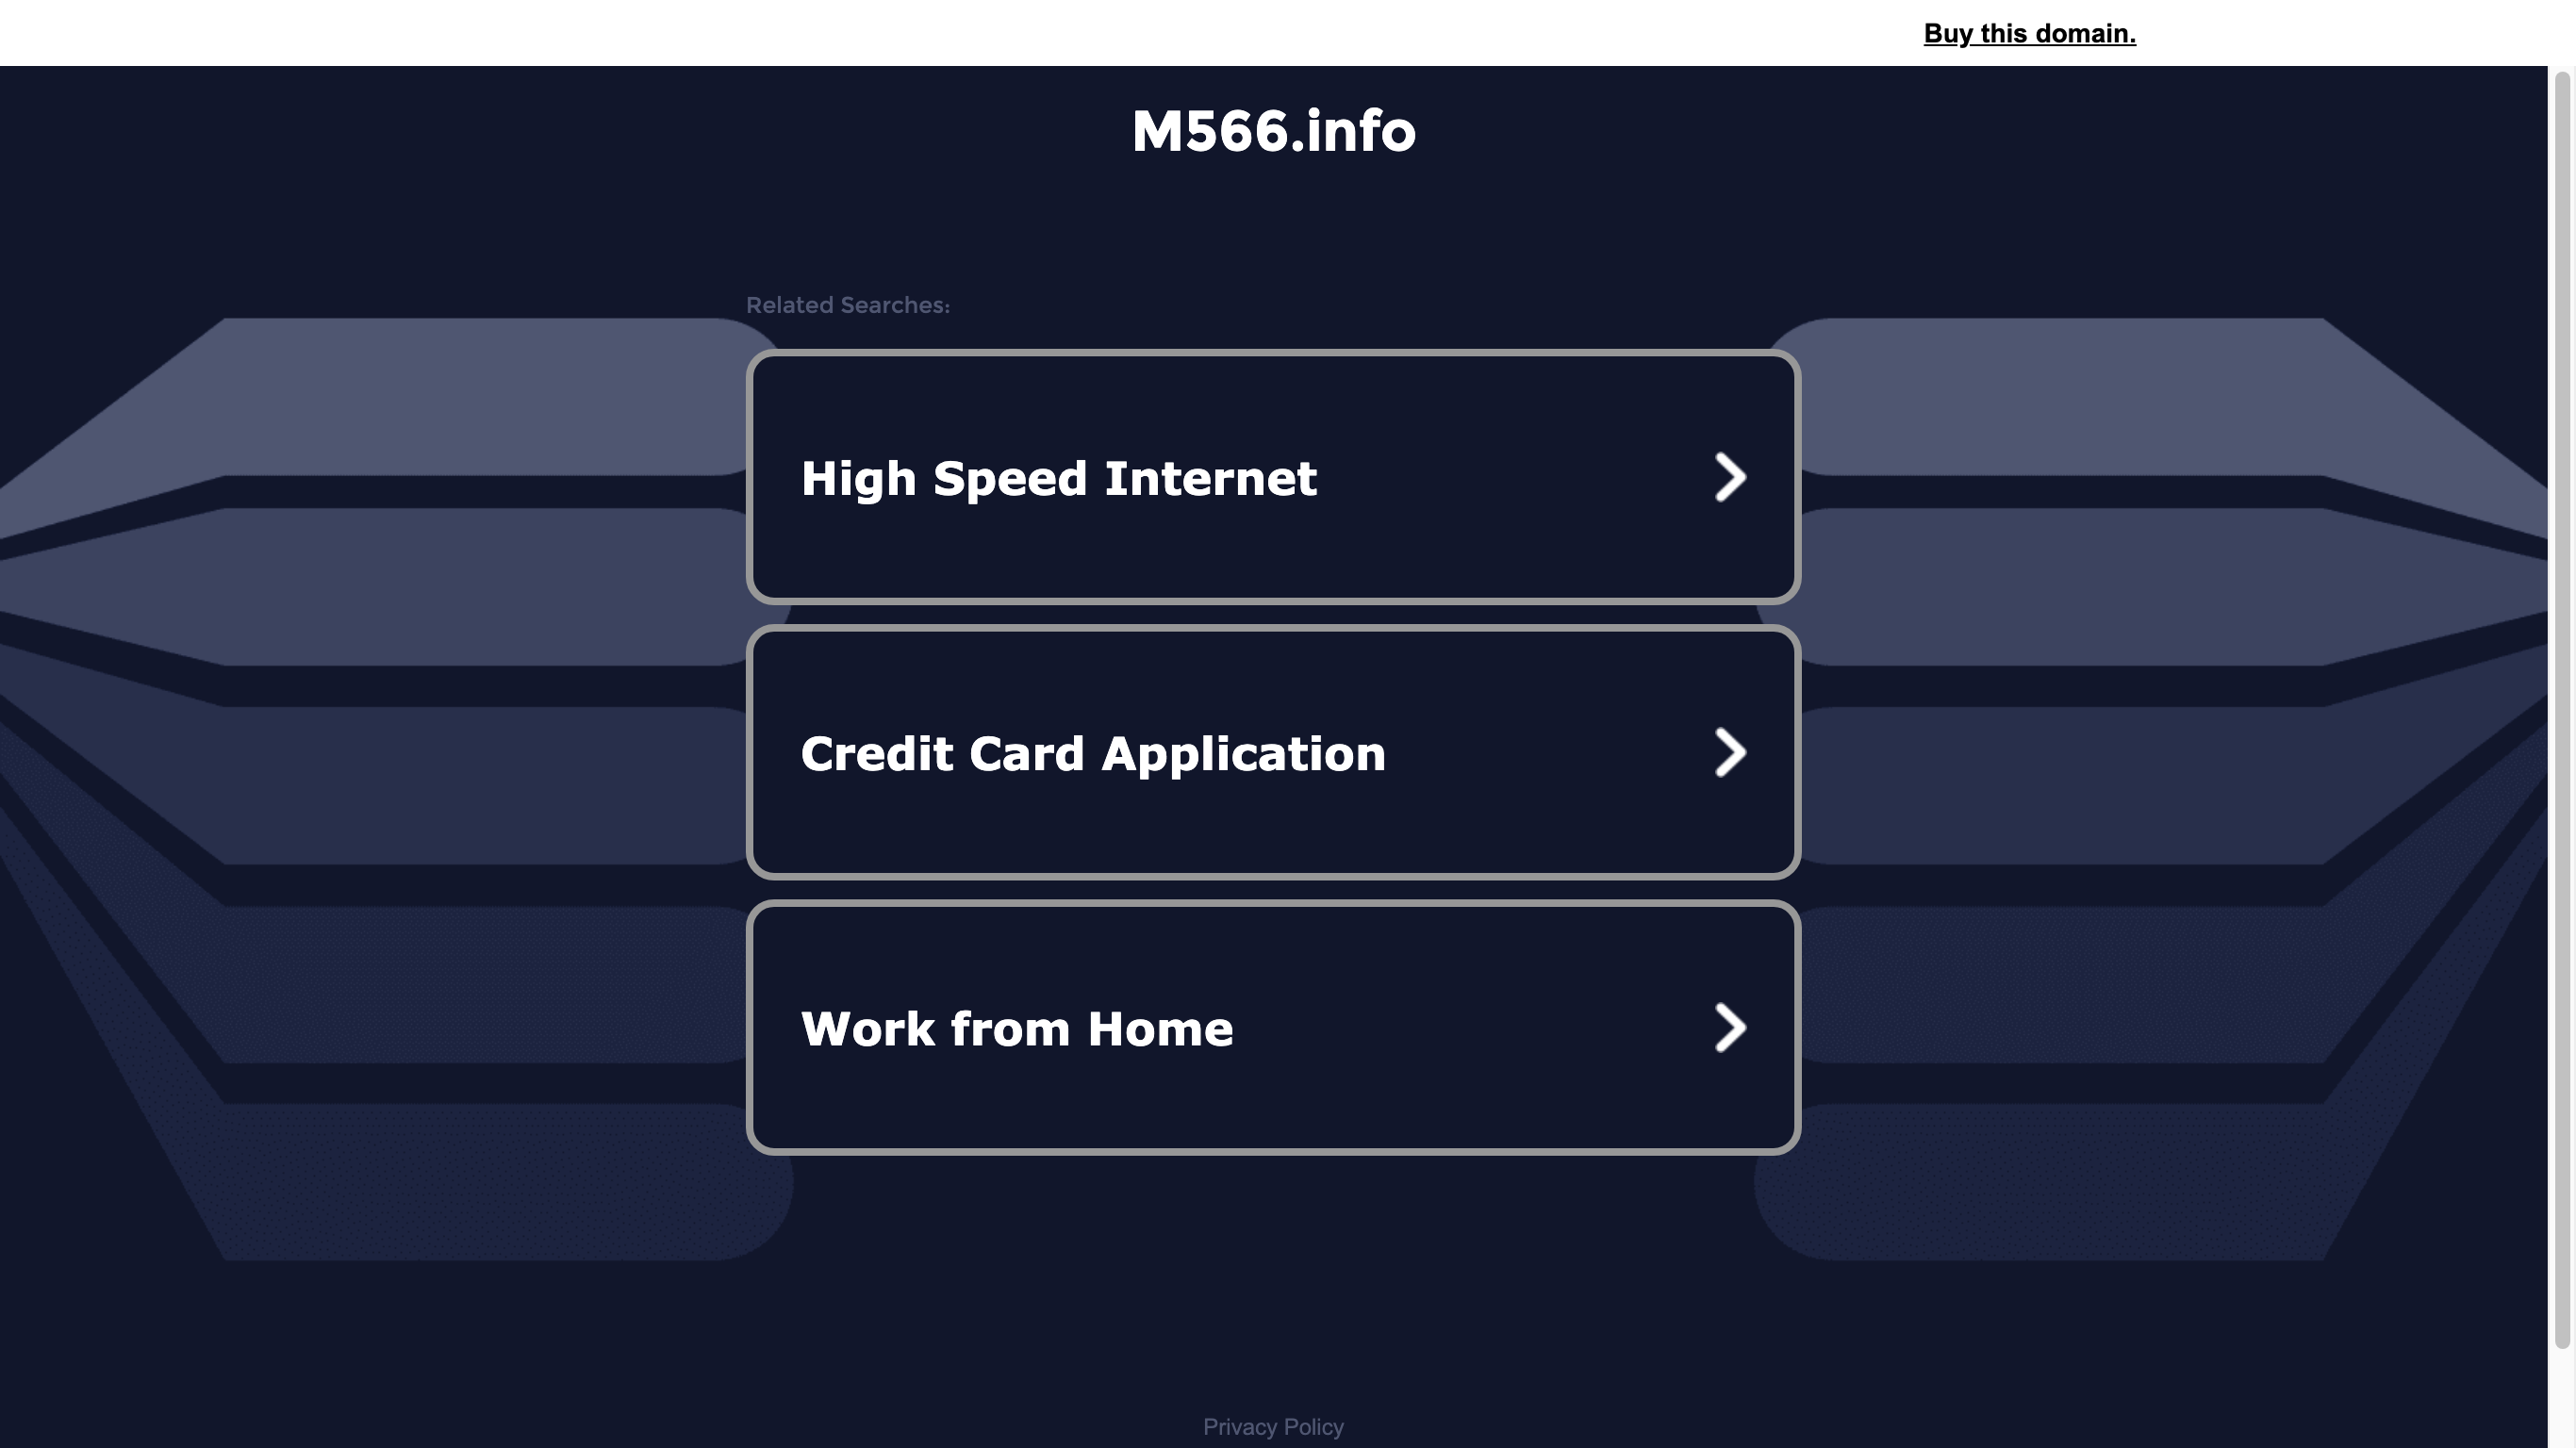 Buy this domain.
M566.info
Related Searches:
High Speed Internet
Credit Card Application
Work from Home
Privacy Policy